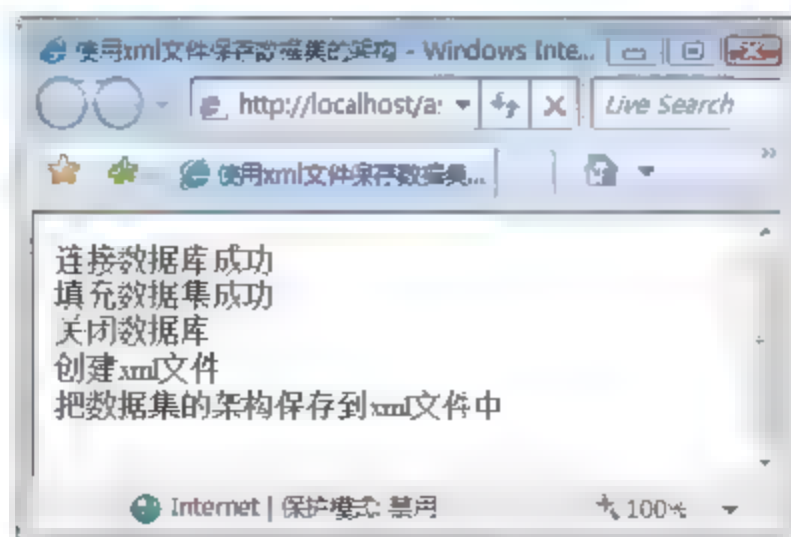 使用xml文件保存数据集的架构 - Windows Inte...
http://localhost/a:
Live Search
使用xml文件保存数据集...
连接数据库成功
填充数据集成功
关闭数据库
创建xml文件
把数据集的架构保存到xml文件中
Internet | 保护模式: 禁用
100%